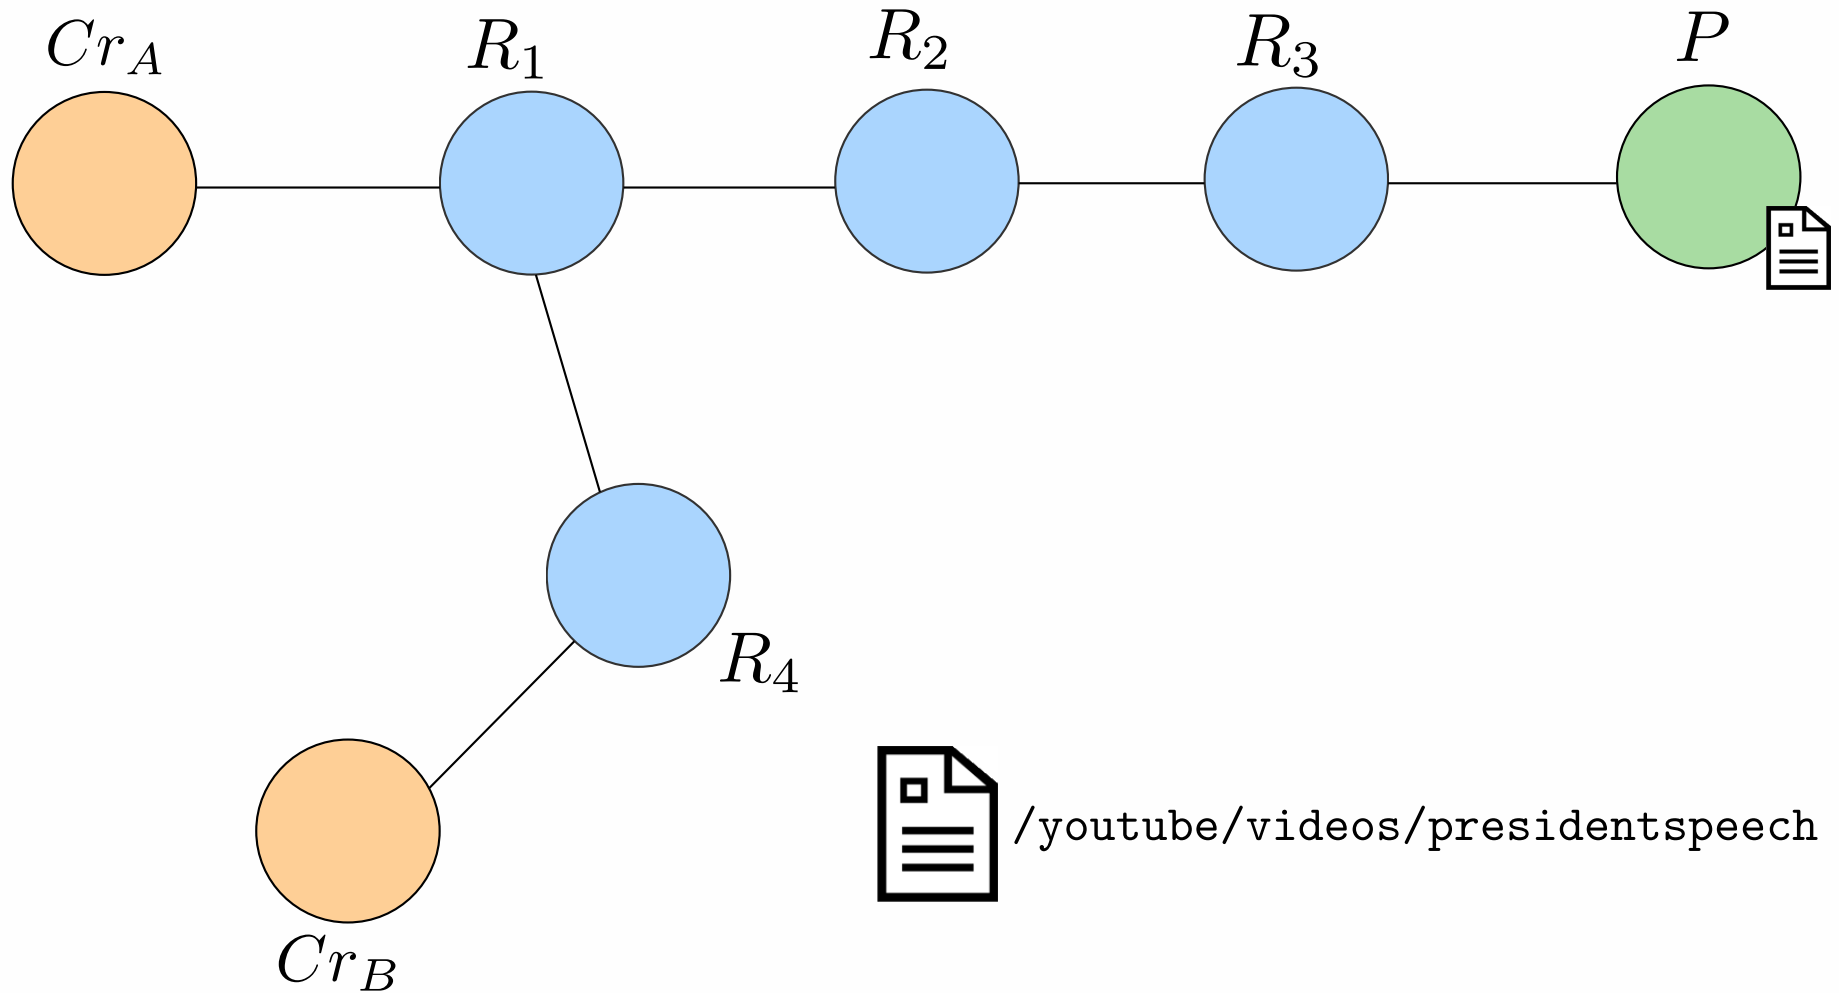 Cr_A
R_1
R_2
R_3
P
R_4
/youtube/videos/presidentspeech
Cr_B